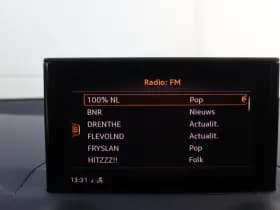 Radio: FM
100% NL Pop
BNR Nieuws
DRENTHE Actualit.
FLEVOLND Actualit.
FRYSLAN Pop
HITZZZ!! Folk
13:31